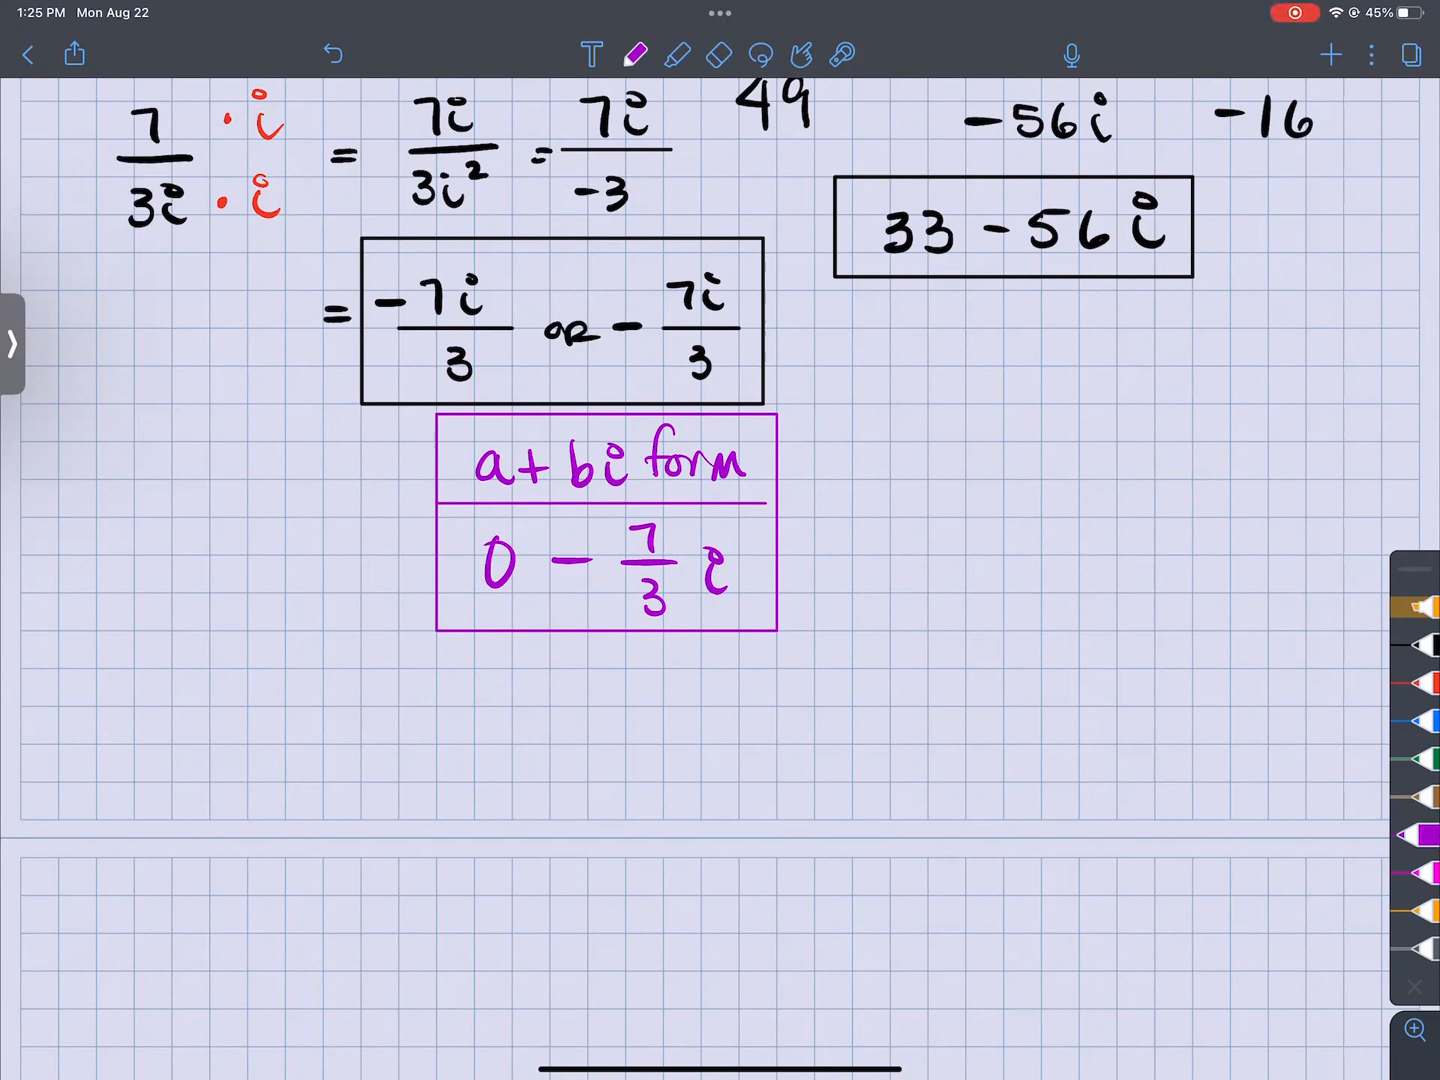 1:25 PM Mon Aug 22
45%
T
7/3i · i/i = 7i/3i² = 7i/-3
= -7i/3 or - 7i/3
a + bi form
0 - 7/3 i
49 -56i -16
33 - 56i